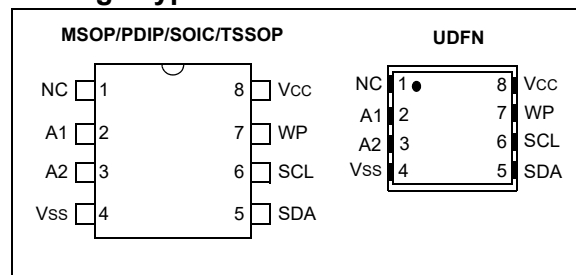 MSOP/PDIP/SOIC/TSSOP
NC 1 8 VCC
A1 2 7 WP
A2 3 6 SCL
VSS 4 5 SDA
UDFN
NC 1 8 VCC
A1 2 7 WP
A2 3 6 SCL
VSS 4 5 SDA